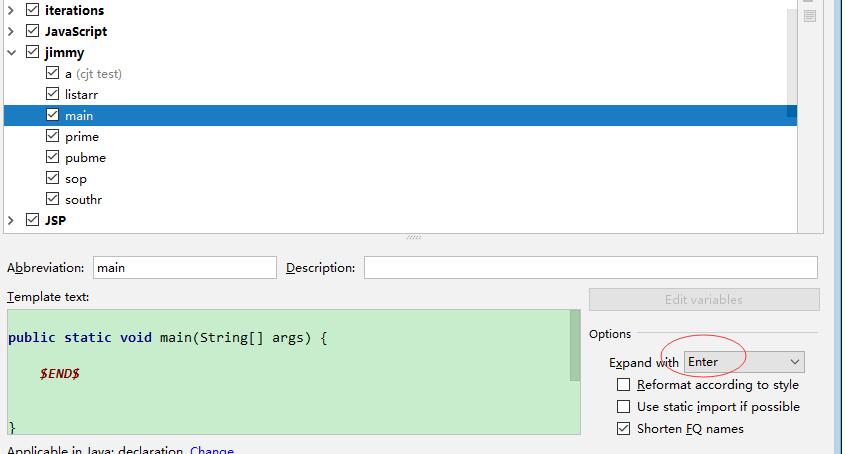 iterations
JavaScript
jimmy
a (cjt test)
listarr
main
prime
pubme
sop
southr
JSP
Abbreviation: main Description:
Template text:
Edit variables
public static void main(String[] args) {
$END$
}
Options
Expand with Enter
Reformat according to style
Use static import if possible
Shorten FQ names
Applicable in Java: declaration Change